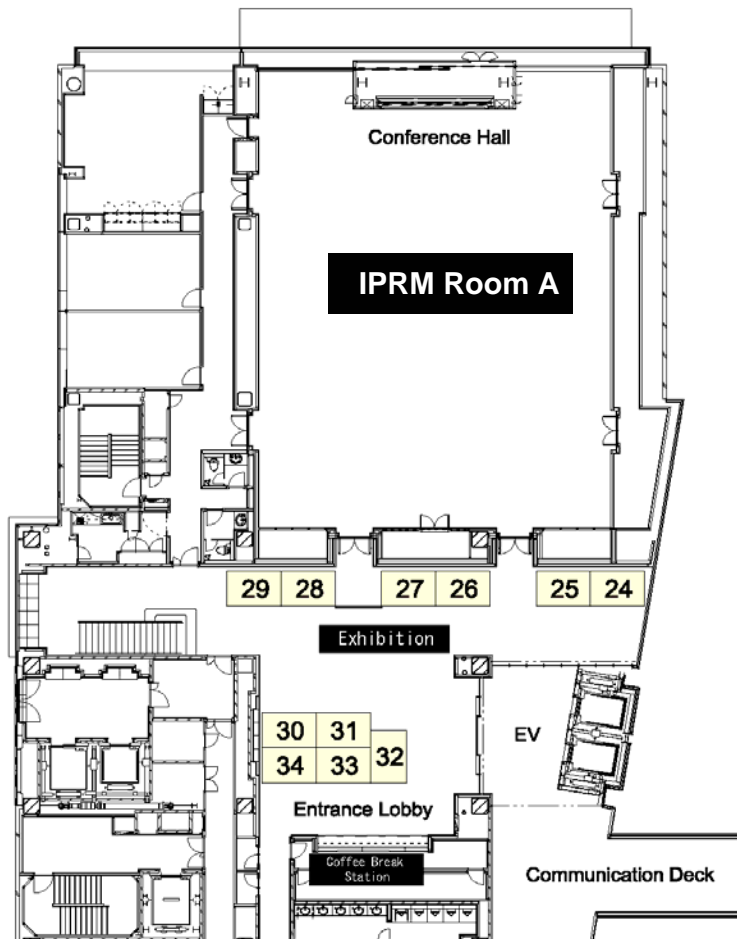 Conference Hall
IPRM Room A
29 28 27 26 25 24
Exhibition
30 31
32
34 33
EV
Entrance Lobby
Coffee Break
Station
Communication Deck